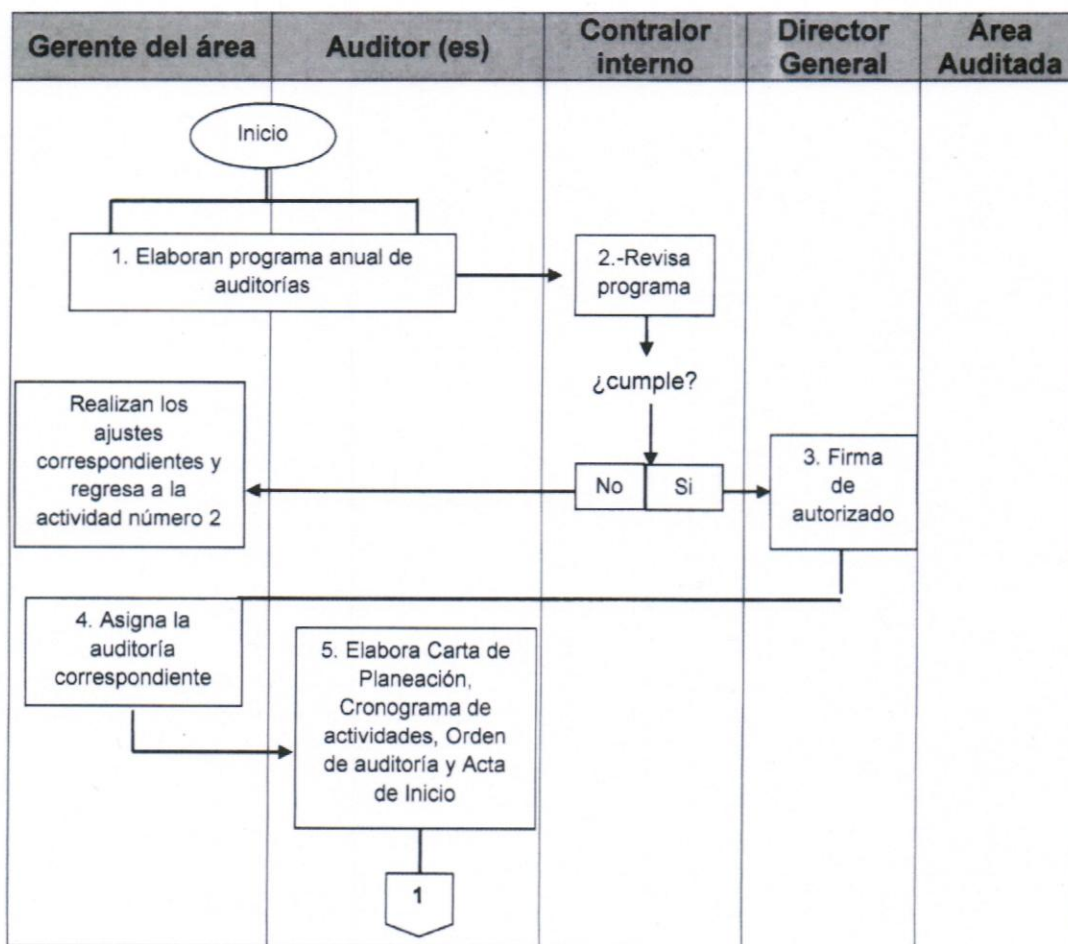 Gerente del área
Auditor (es)
Contralor
interno
Director
General
Área
Auditada
Inicio
1. Elaboran programa anual de
auditorías
2.-Revisa
programa
¿cumple?
Realizan los
ajustes
correspondientes y
regresa a la
actividad número 2
No
Si
3. Firma
de
autorizado
4. Asigna la
auditoría
correspondiente
5. Elabora Carta de
Planeación,
Cronograma de
actividades, Orden
de auditoría y Acta
de Inicio
1